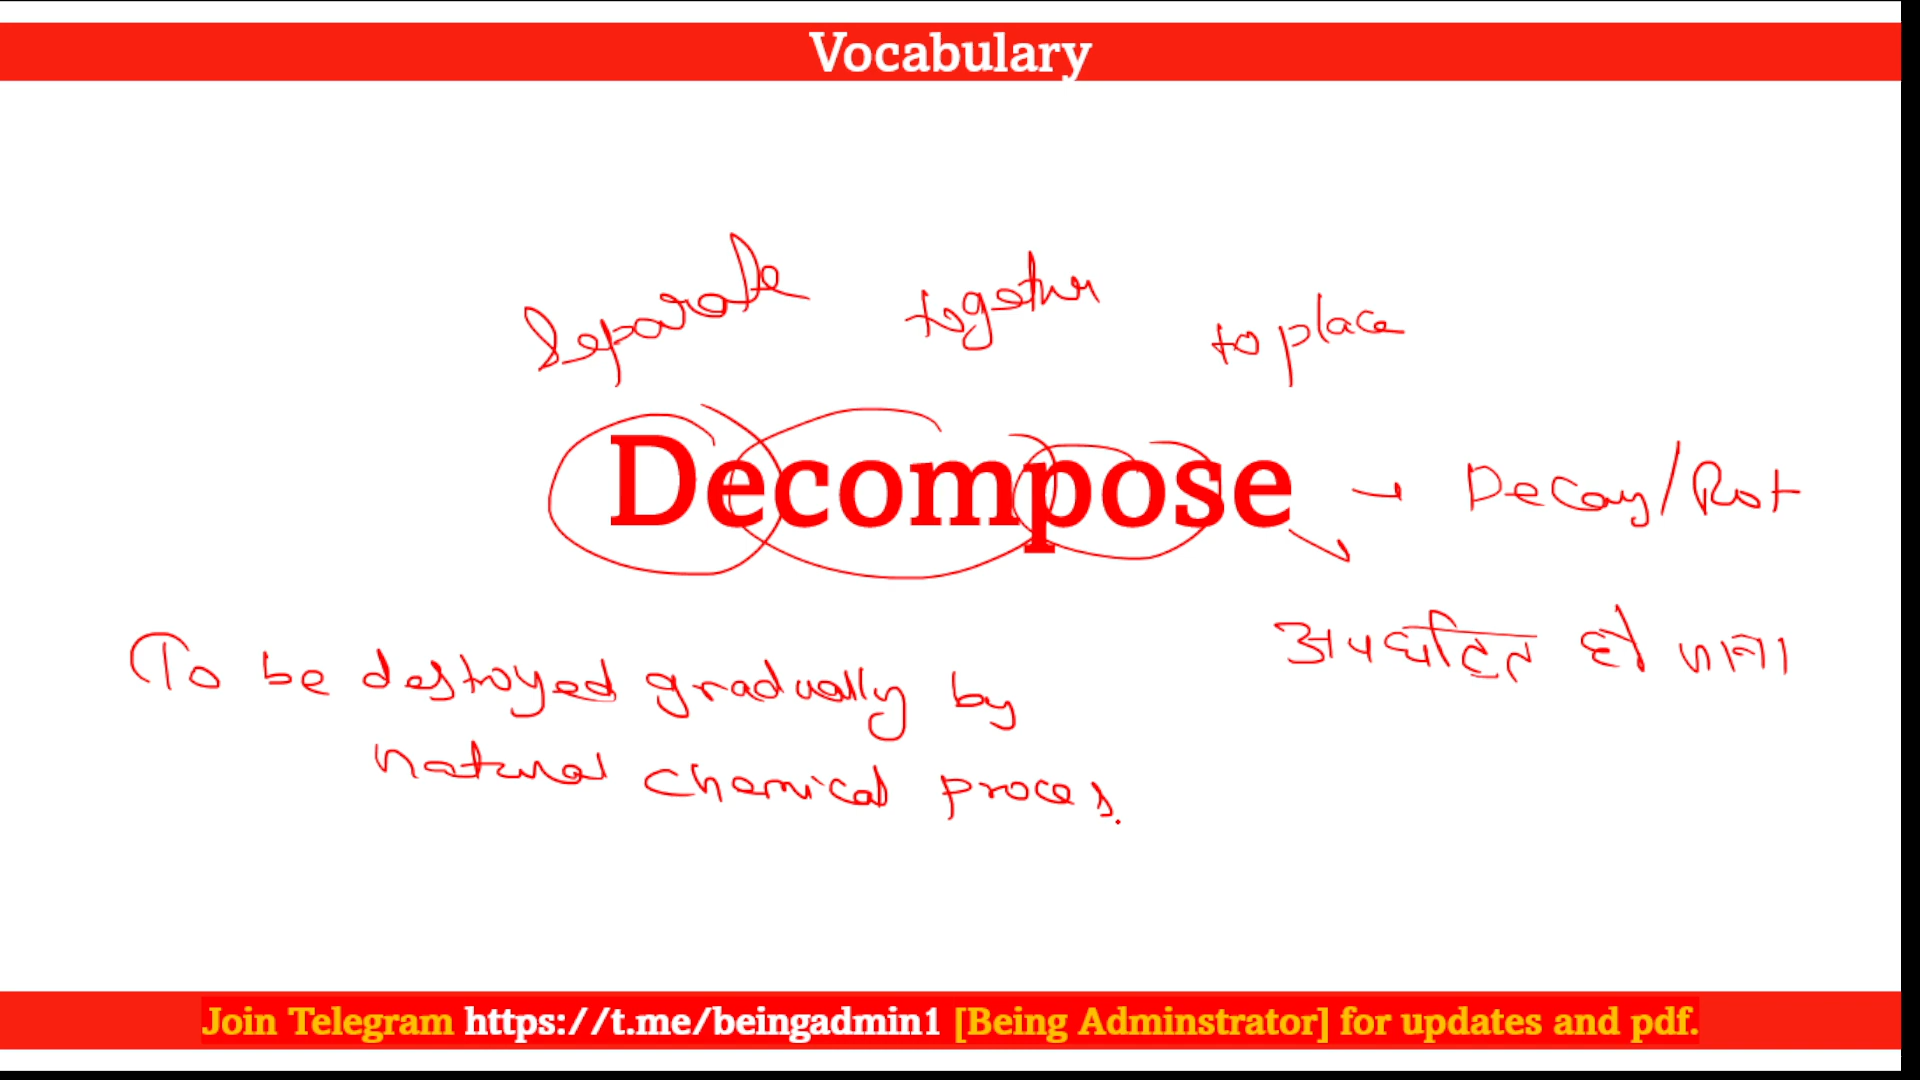 Vocabulary
Separate together to place
Decompose → Decay/Rot
अपघटित हो जाना
To be destroyed gradually by
natural chemical process.
Join Telegram https://t.me/beingadmin1 [Being Adminstrator] for updates and pdf.